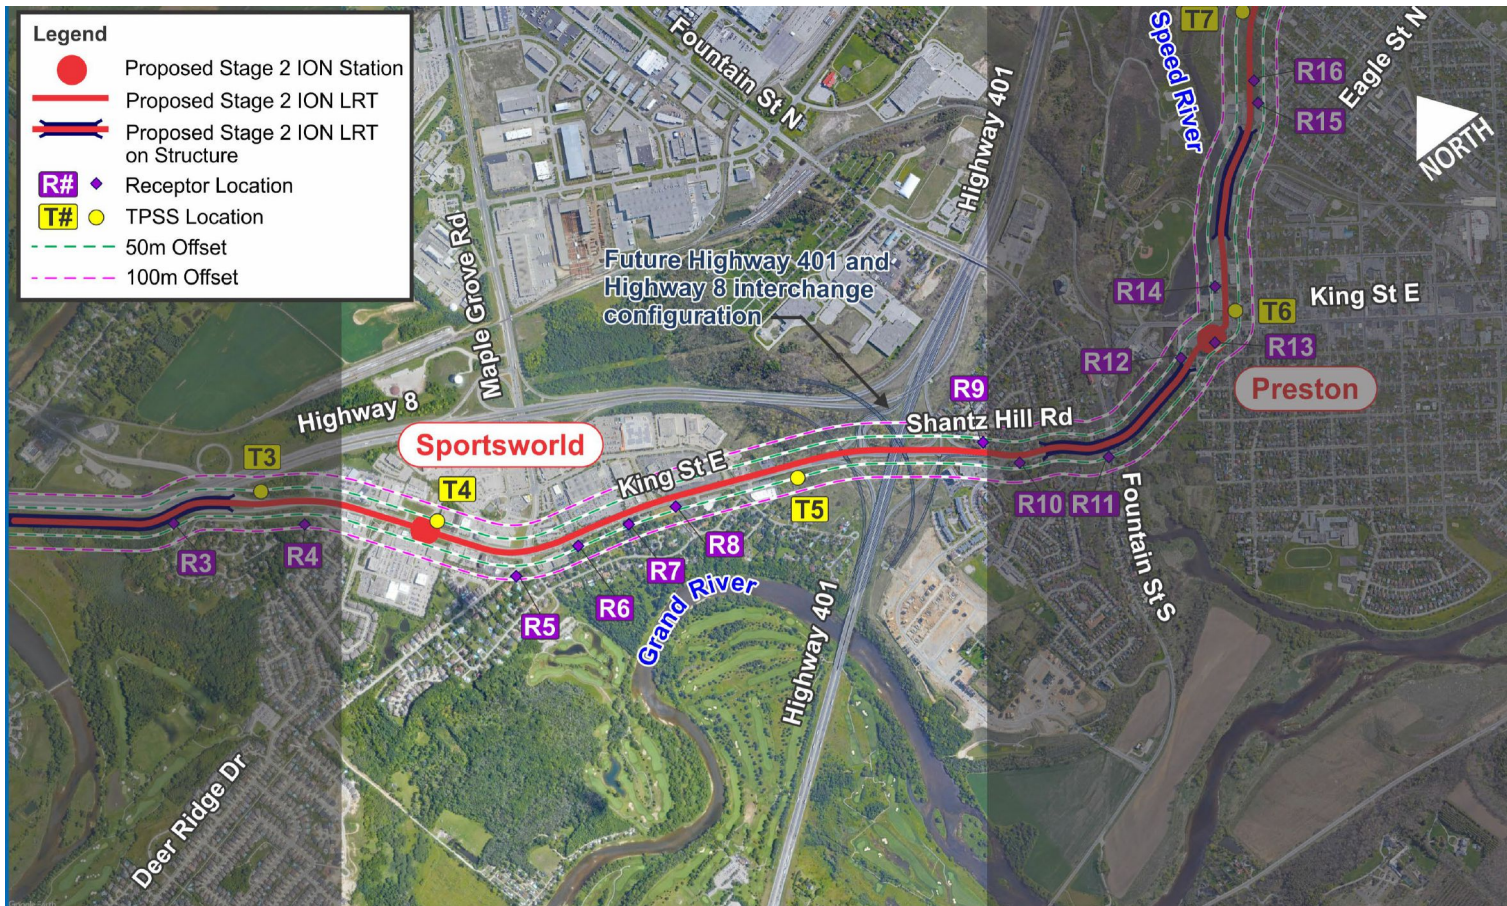 Legend
Proposed Stage 2 ION Station
Proposed Stage 2 ION LRT
Proposed Stage 2 ION LRT
on Structure
R#
Receptor Location
T#
TPSS Location
50m Offset
100m Offset
Fountain St N
Highway 401
Speed River
T7
R16
Eagle St N
R15
NORTH
Maple Grove Rd
Future Highway 401 and
Highway 8 interchange
configuration
R14
T6
King St E
R12
R13
Preston
Highway 8
R9
Shantz Hill Rd
Sportsworld
T3
T4
King St E
T5
R10
R11
Fountain St S
R3
R4
R8
R7
R6
R5
Grand River
Highway 401
Deer Ridge Dr